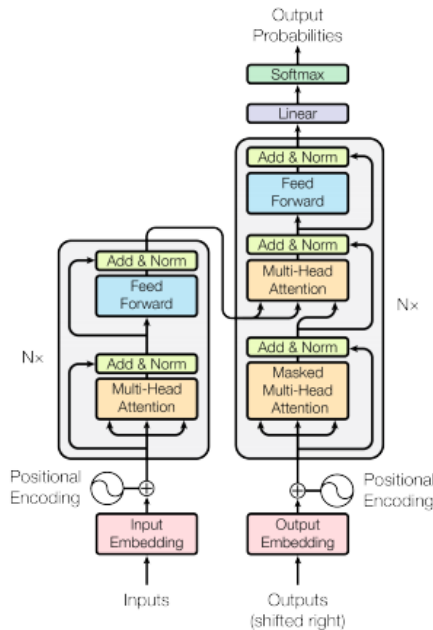 Output
Probabilities
Softmax
Linear
Add & Norm
Feed
Forward
Add & Norm
Multi-Head
Attention
Nx
Add & Norm
Masked
Multi-Head
Attention
Positional
Encoding
Output
Embedding
Outputs
(shifted right)
Add & Norm
Feed
Forward
Nx
Add & Norm
Multi-Head
Attention
Positional
Encoding
Input
Embedding
Inputs